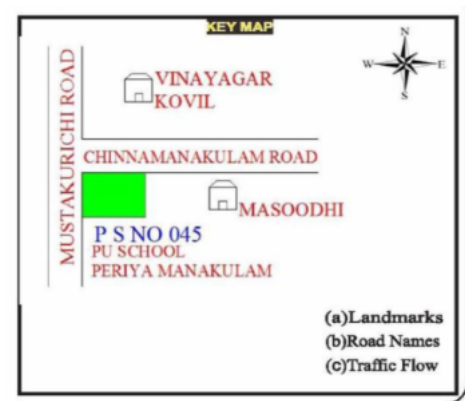 KEY MAP
N
W
E
S
MUSTAKURICHI ROAD
VINAYAGAR
KOVIL
CHINNAMANAKULAM ROAD
MASOODHI
P S NO 045
PU SCHOOL
PERIYA MANAKULAM
(a)Landmarks
(b)Road Names
(c)Traffic Flow